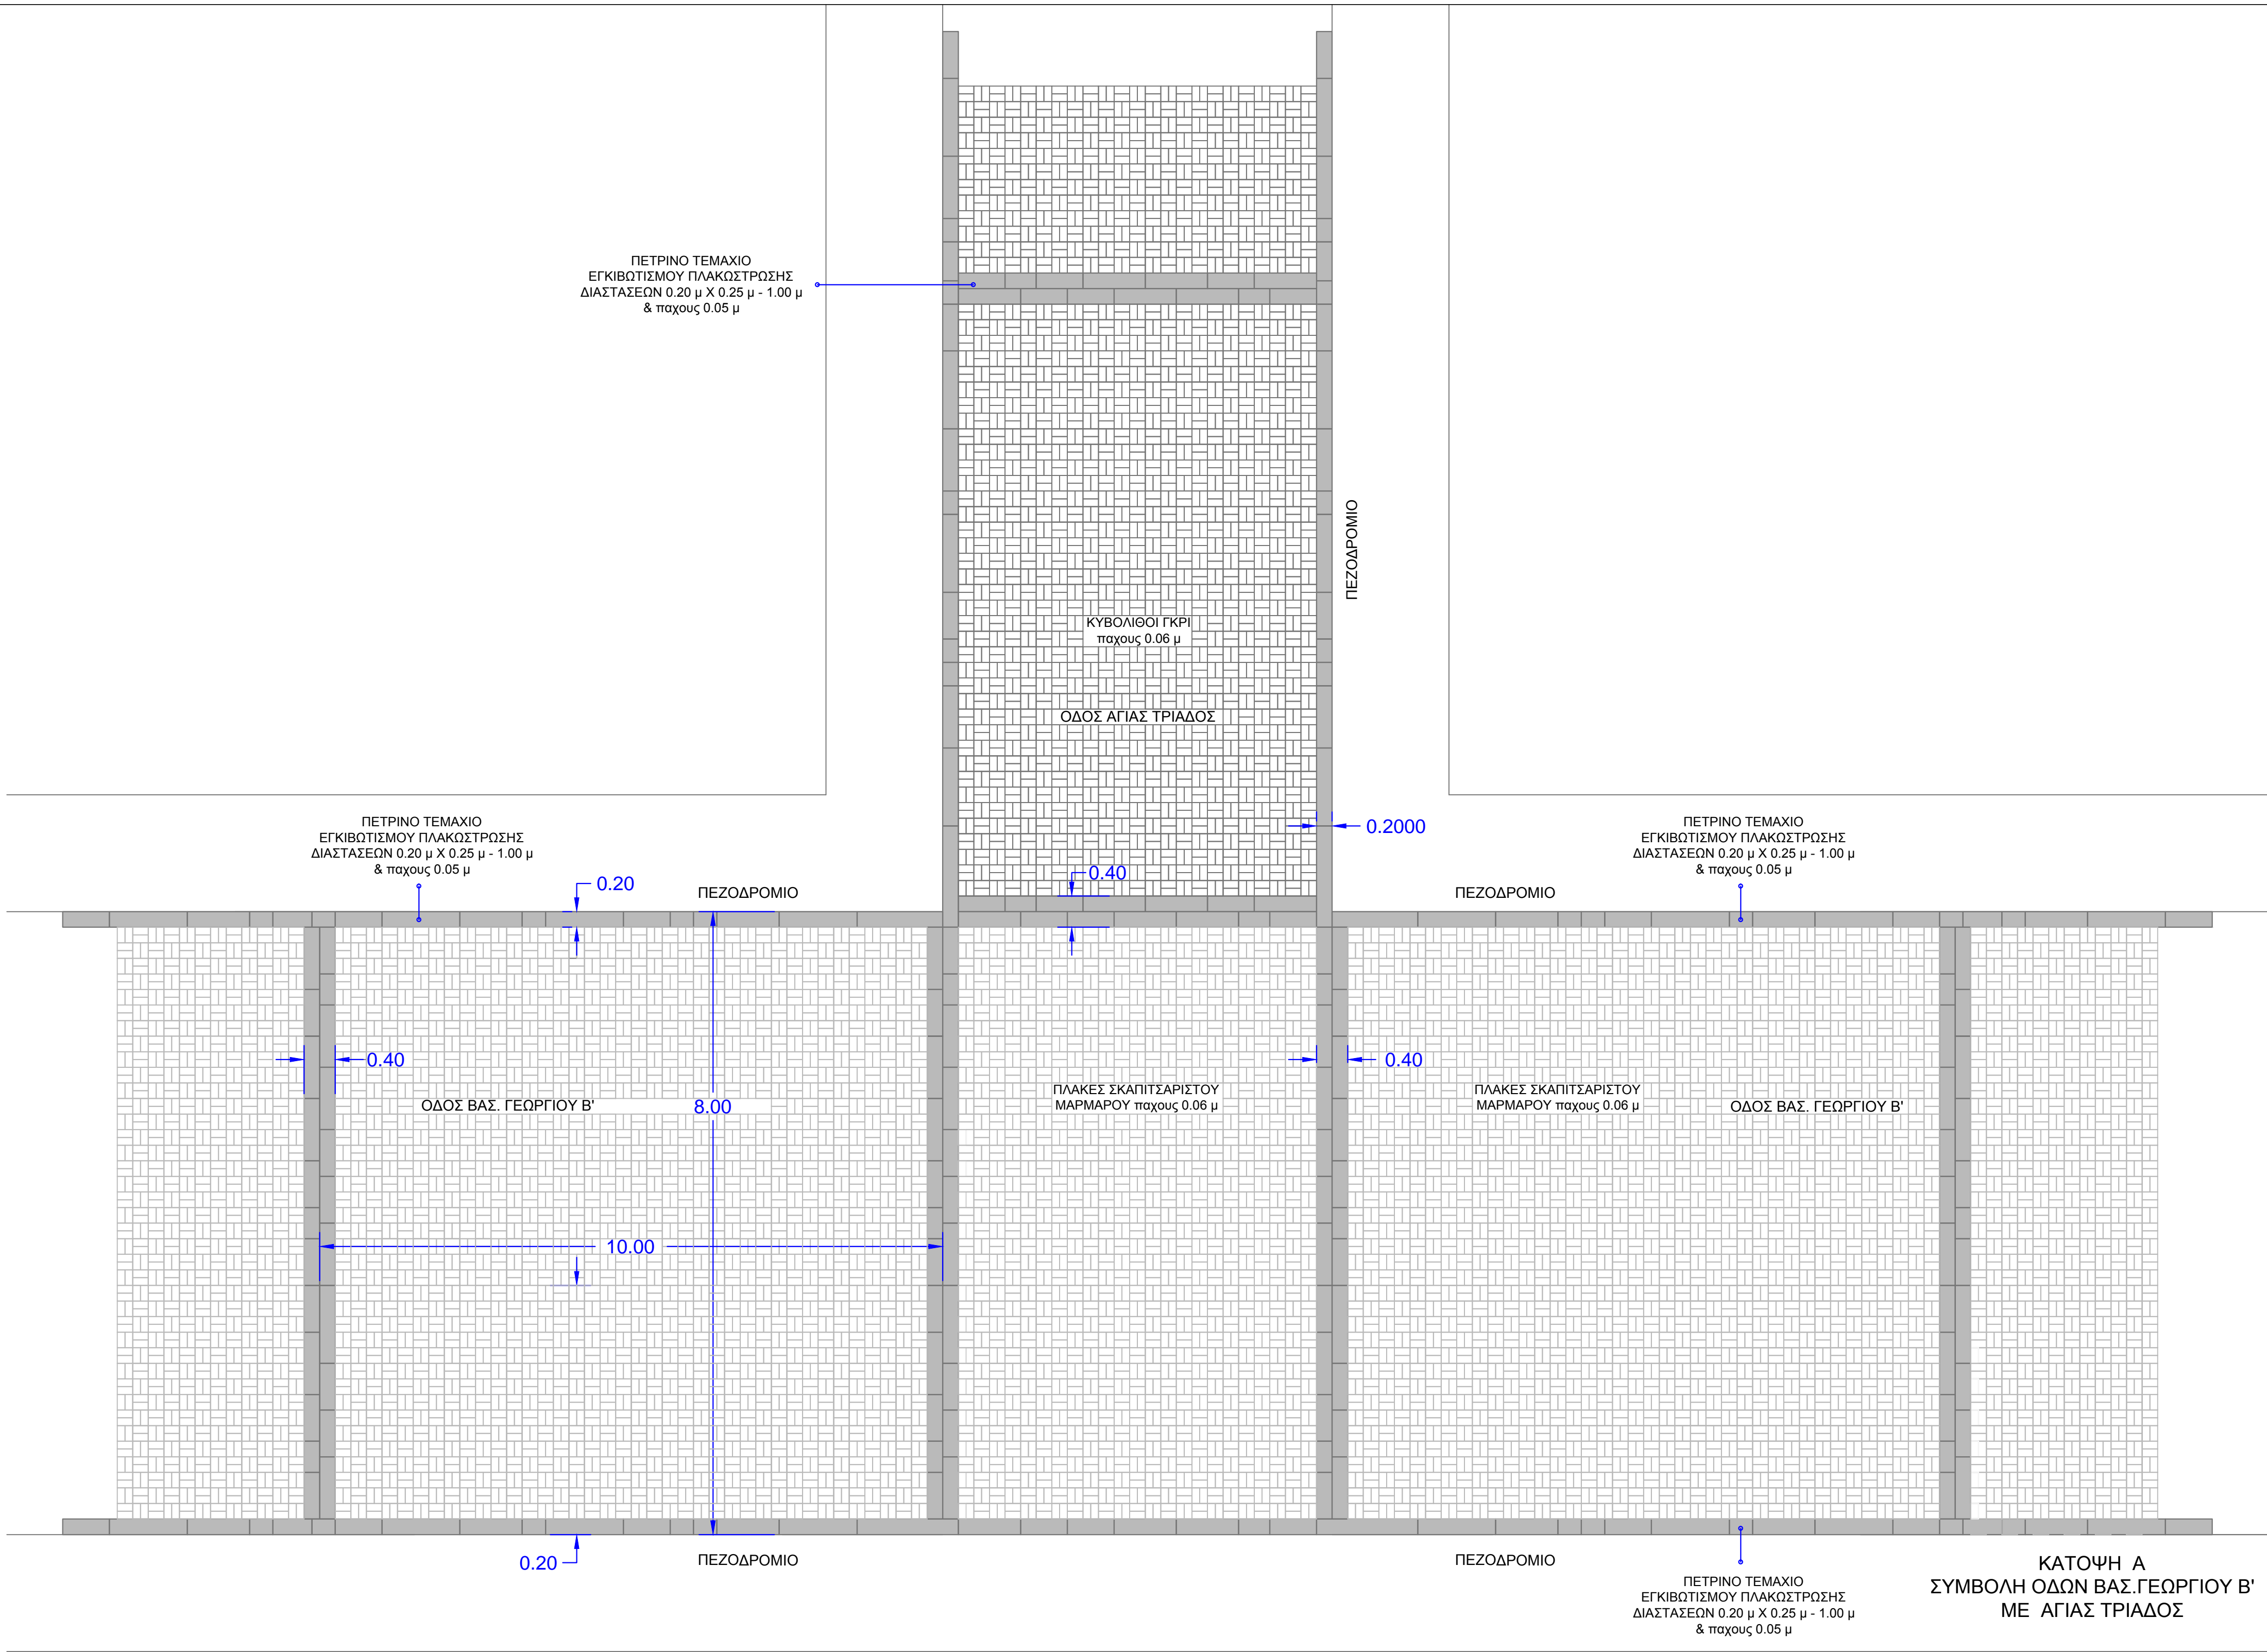 ΠΕΤΡΙΝΟ ΤΕΜΑΧΙΟ
ΕΓΚΙΒΩΤΙΣΜΟΥ ΠΛΑΚΩΣΤΡΩΣΗΣ
ΔΙΑΣΤΑΣΕΩΝ 0.20 μ Χ 0.25 μ - 1.00 μ
& παχους 0.05 μ
ΠΕΖΟΔΡΟΜΙΟ
ΚΥΒΟΛΙΘΟΙ ΓΚΡΙ
παχους 0.06 μ
ΟΔΟΣ ΑΓΙΑΣ ΤΡΙΑΔΟΣ
0.2000
ΠΕΤΡΙΝΟ ΤΕΜΑΧΙΟ
ΕΓΚΙΒΩΤΙΣΜΟΥ ΠΛΑΚΩΣΤΡΩΣΗΣ
ΔΙΑΣΤΑΣΕΩΝ 0.20 μ Χ 0.25 μ - 1.00 μ
& παχους 0.05 μ
0.20
ΠΕΖΟΔΡΟΜΙΟ
0.40
ΠΕΖΟΔΡΟΜΙΟ
ΠΕΤΡΙΝΟ ΤΕΜΑΧΙΟ
ΕΓΚΙΒΩΤΙΣΜΟΥ ΠΛΑΚΩΣΤΡΩΣΗΣ
ΔΙΑΣΤΑΣΕΩΝ 0.20 μ Χ 0.25 μ - 1.00 μ
& παχους 0.05 μ
0.40
0.40
ΟΔΟΣ ΒΑΣ. ΓΕΩΡΓΙΟΥ Β'
8.00
ΠΛΑΚΕΣ ΣΚΑΠΙΤΣΑΡΙΣΤΟΥ
ΜΑΡΜΑΡΟΥ παχους 0.06 μ
ΠΛΑΚΕΣ ΣΚΑΠΙΤΣΑΡΙΣΤΟΥ
ΜΑΡΜΑΡΟΥ παχους 0.06 μ
ΟΔΟΣ ΒΑΣ. ΓΕΩΡΓΙΟΥ Β'
10.00
0.20
ΠΕΖΟΔΡΟΜΙΟ
ΠΕΖΟΔΡΟΜΙΟ
ΠΕΤΡΙΝΟ ΤΕΜΑΧΙΟ
ΕΓΚΙΒΩΤΙΣΜΟΥ ΠΛΑΚΩΣΤΡΩΣΗΣ
ΔΙΑΣΤΑΣΕΩΝ 0.20 μ Χ 0.25 μ - 1.00 μ
& παχους 0.05 μ
ΚΑΤΟΨΗ Α
ΣΥΜΒΟΛΗ ΟΔΩΝ ΒΑΣ.ΓΕΩΡΓΙΟΥ Β'
ΜΕ ΑΓΙΑΣ ΤΡΙΑΔΟΣ